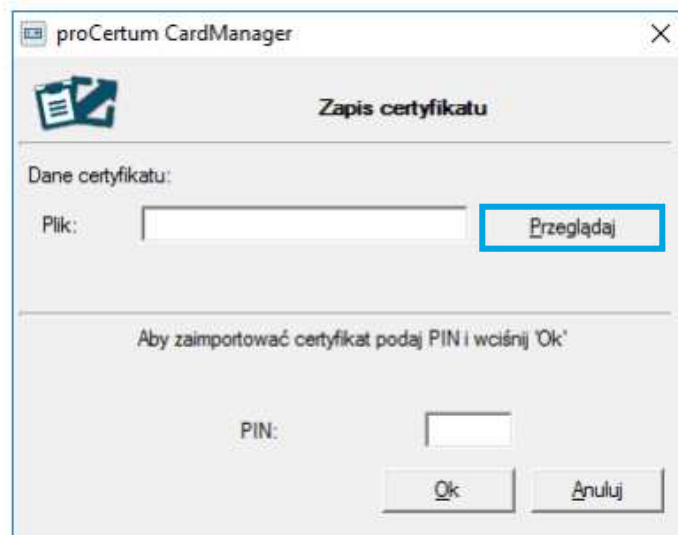 proCertum CardManager
Zapis certyfikatu
Dane certyfikatu:
Plik:
Przeglądaj
Aby zaimportować certyfikat podaj PIN i wciśnij 'Ok'
PIN:
Ok
Anuluj